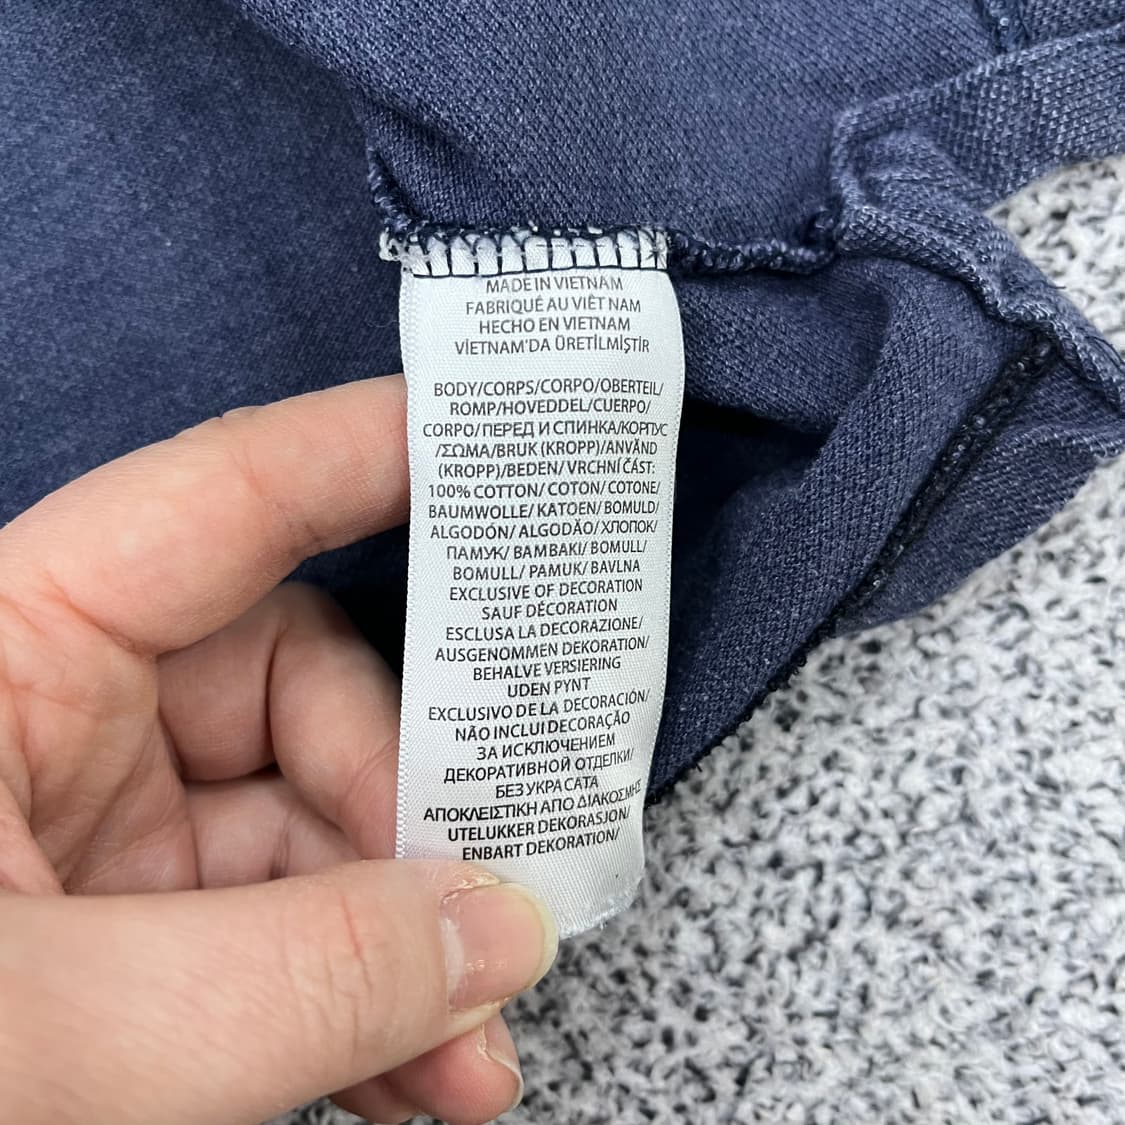 MADE IN VIETNAM
FABRIQUÉ AU VIÊT NAM
HECHO EN VIETNAM
VİETNAM'DA ÜRETİLMİŞTİR
BODY/CORPS/CORPO/OBERTEIL/
ROMP/HOVEDDEL/CUERPO/
CORPO/ ПЕРЕД И СПИНКА/КОРПУС
/ΣΩΜΑ/BRUK (KROPP)/ANVÄND
(KROPP)/BEDEN/ VRCHNÍ ČÁST:
100% COTTON/ COTON/ COTONE/
BAUMWOLLE/ KATOEN/ BOMULD/
ALGODÓN/ ALGODÃO/ ХЛОПОК/
ПАМУК/ BAMBAKI/ BOMULL/
BOMULL/ PAMUK/ BAVLNA
EXCLUSIVE OF DECORATION
SAUF DÉCORATION
ESCLUSA LA DECORAZIONE/
AUSGENOMMEN DEKORATION/
BEHALVE VERSIERING
UDEN PYNT
EXCLUSIVO DE LA DECORACIÓN/
NÃO INCLUI DECORAÇÃO
ЗА ИСКЛЮЧЕНИЕМ
ДЕКОРАТИВНОЙ ОТДЕЛКИ/
БЕЗ УКРАСАТА
ΑΠΟΚΛΕΙΣΤΙΚΗ ΑΠΟ ΔΙΑΚΟΣΜΗΣ
UTELUKKER DEKORASJON/
ENBART DEKORATION/